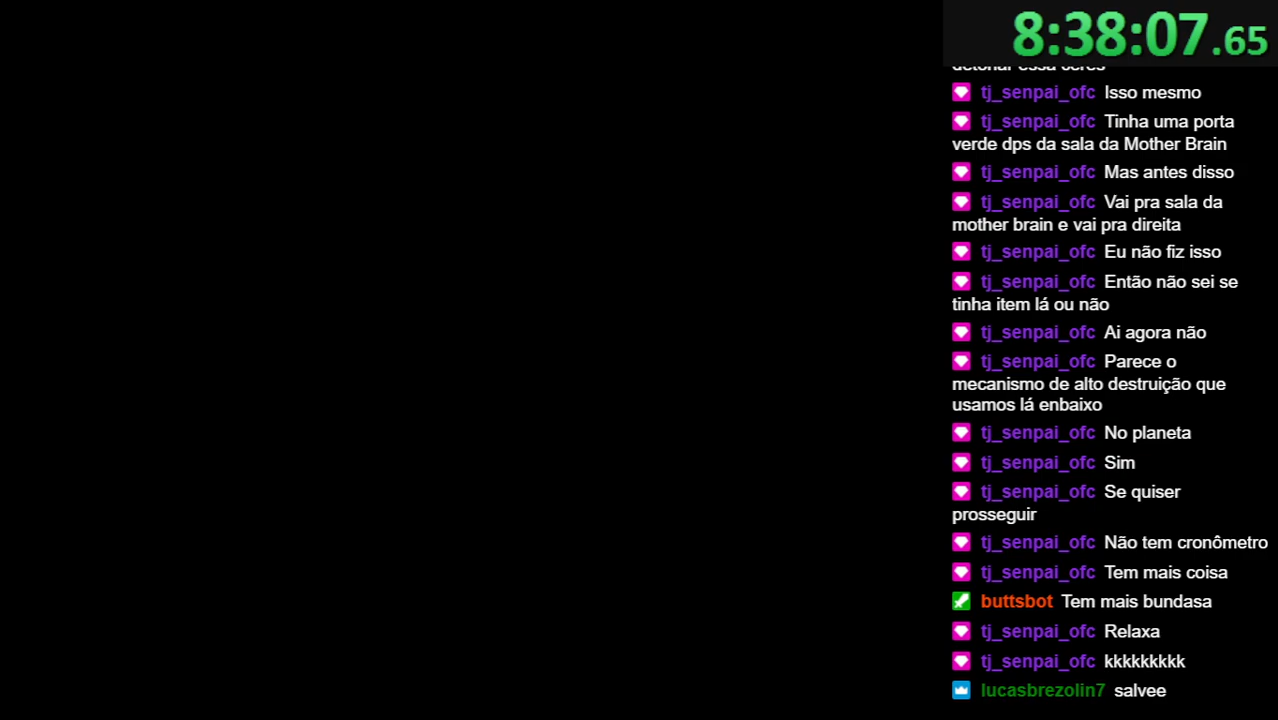 8:38:07.65
detonar essa ceres
tj_senpai_ofc Isso mesmo
tj_senpai_ofc Tinha uma porta
verde dps da sala da Mother Brain
tj_senpai_ofc Mas antes disso
tj_senpai_ofc Vai pra sala da
mother brain e vai pra direita
tj_senpai_ofc Eu não fiz isso
tj_senpai_ofc Então não sei se
tinha item lá ou não
tj_senpai_ofc Ai agora não
tj_senpai_ofc Parece o
mecanismo de alto destruição que
usamos lá enbaixo
tj_senpai_ofc No planeta
tj_senpai_ofc Sim
tj_senpai_ofc Se quiser
prosseguir
tj_senpai_ofc Não tem cronômetro
tj_senpai_ofc Tem mais coisa
buttsbot Tem mais bundasa
tj_senpai_ofc Relaxa
tj_senpai_ofc kkkkkkkkk
lucasbrezolin7 salvee